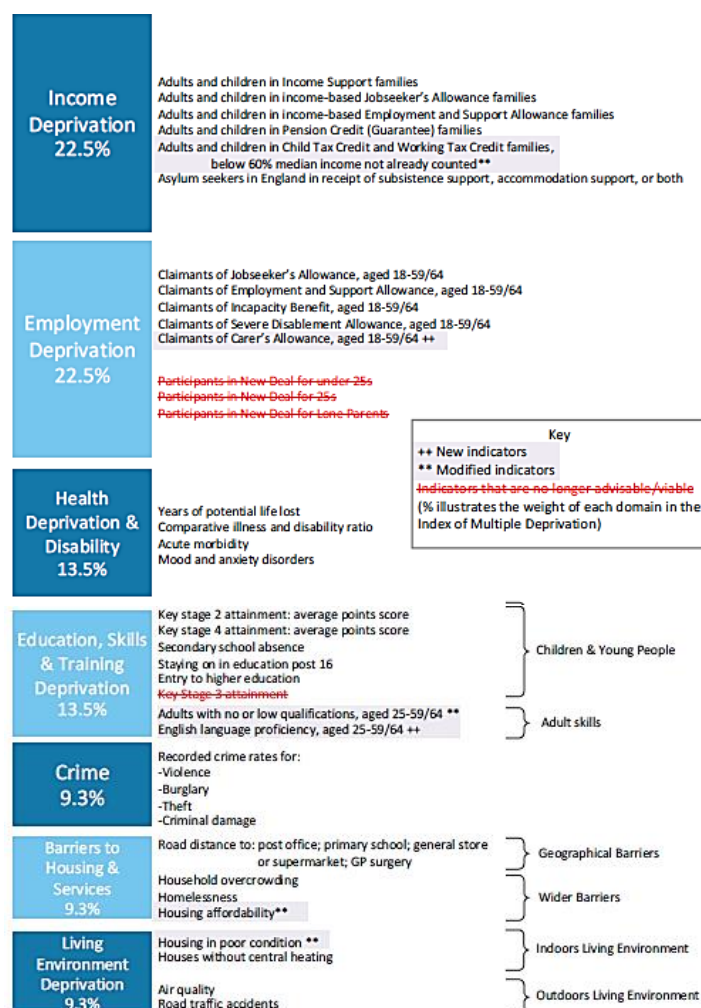 Income
Deprivation
22.5%
Adults and children in Income Support families
Adults and children in income-based Jobseeker's Allowance families
Adults and children in income-based Employment and Support Allowance families
Adults and children in Pension Credit (Guarantee) families
Adults and children in Child Tax Credit and Working Tax Credit families,
below 60% median income not already counted**
Asylum seekers in England in receipt of subsistence support, accommodation support, or both
Employment
Deprivation
22.5%
Claimants of Jobseeker's Allowance, aged 18-59/64
Claimants of Employment and Support Allowance, aged 18-59/64
Claimants of Incapacity Benefit, aged 18-59/64
Claimants of Severe Disablement Allowance, aged 18-59/64
Claimants of Carer's Allowance, aged 18-59/64 ++
Participants in New Deal for under 25s
Participants in New Deal for 25s
Participants in New Deal for Lone Parents
Key
++ New indicators
** Modified indicators
Indicators that are no longer advisable/viable
(% illustrates the weight of each domain in the
Index of Multiple Deprivation)
Health
Deprivation &
Disability
13.5%
Years of potential life lost
Comparative illness and disability ratio
Acute morbidity
Mood and anxiety disorders
Education, Skills
& Training
Deprivation
13.5%
Key stage 2 attainment: average points score
Key stage 4 attainment: average points score
Secondary school absence
Staying on in education post 16
Entry to higher education
Key Stage 3 attainment
Children & Young People
Adults with no or low qualifications, aged 25-59/64 **
English language proficiency, aged 25-59/64 ++
Adult skills
Crime
9.3%
Recorded crime rates for:
-Violence
-Burglary
-Theft
-Criminal damage
Barriers to
Housing &
Services
9.3%
Road distance to: post office; primary school; general store
or supermarket; GP surgery
Geographical Barriers
Household overcrowding
Homelessness
Housing affordability**
Wider Barriers
Living
Environment
Deprivation
9.3%
Housing in poor condition **
Houses without central heating
Indoors Living Environment
Air quality
Road traffic accidents
Outdoors Living Environment